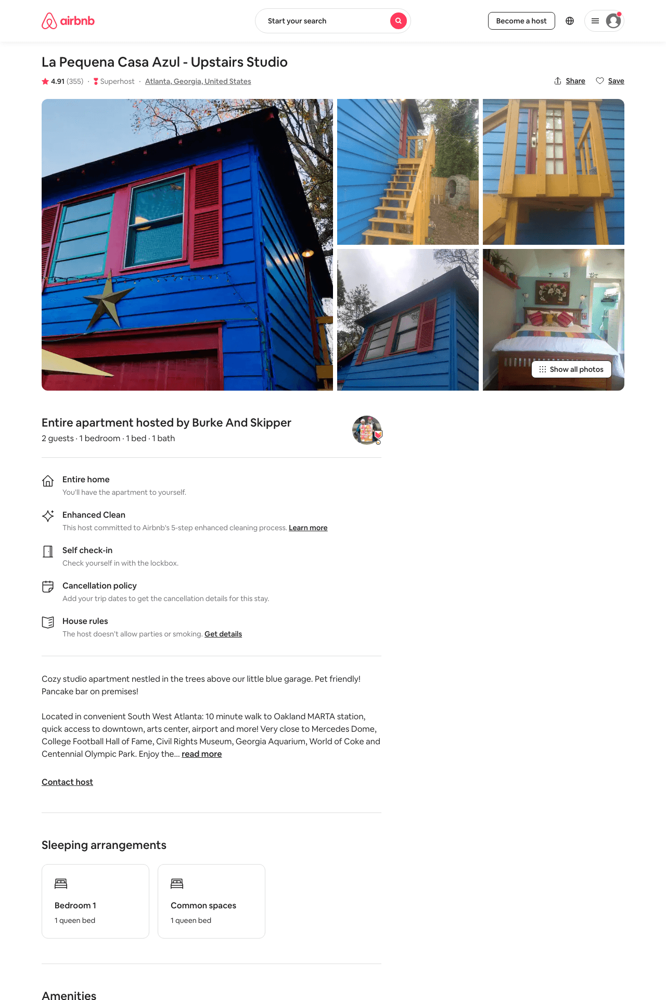 airbnb
Start your search
Become a host
La Pequena Casa Azul - Upstairs Studio
4.91 (355) · Superhost · Atlanta, Georgia, United States
Share
Save
Show all photos
Entire apartment hosted by Burke And Skipper
2 guests · 1 bedroom · 1 bed · 1 bath
Entire home
You’ll have the apartment to yourself.
Enhanced Clean
This host committed to Airbnb's 5-step enhanced cleaning process. Learn more
Self check-in
Check yourself in with the lockbox.
Cancellation policy
Add your trip dates to get the cancellation details for this stay.
House rules
The host doesn’t allow parties or smoking. Get details
Cozy studio apartment nestled in the trees above our little blue garage. Pet friendly!
Pancake bar on premises!
Located in convenient South West Atlanta: 10 minute walk to Oakland MARTA station,
quick access to downtown, arts center, airport and more! Very close to Mercedes Dome,
College Football Hall of Fame, Civil Rights Museum, Georgia Aquarium, World of Coke and
Centennial Olympic Park. Enjoy the... read more
Contact host
Sleeping arrangements
Bedroom 1
1 queen bed
Common spaces
1 queen bed
Amenities